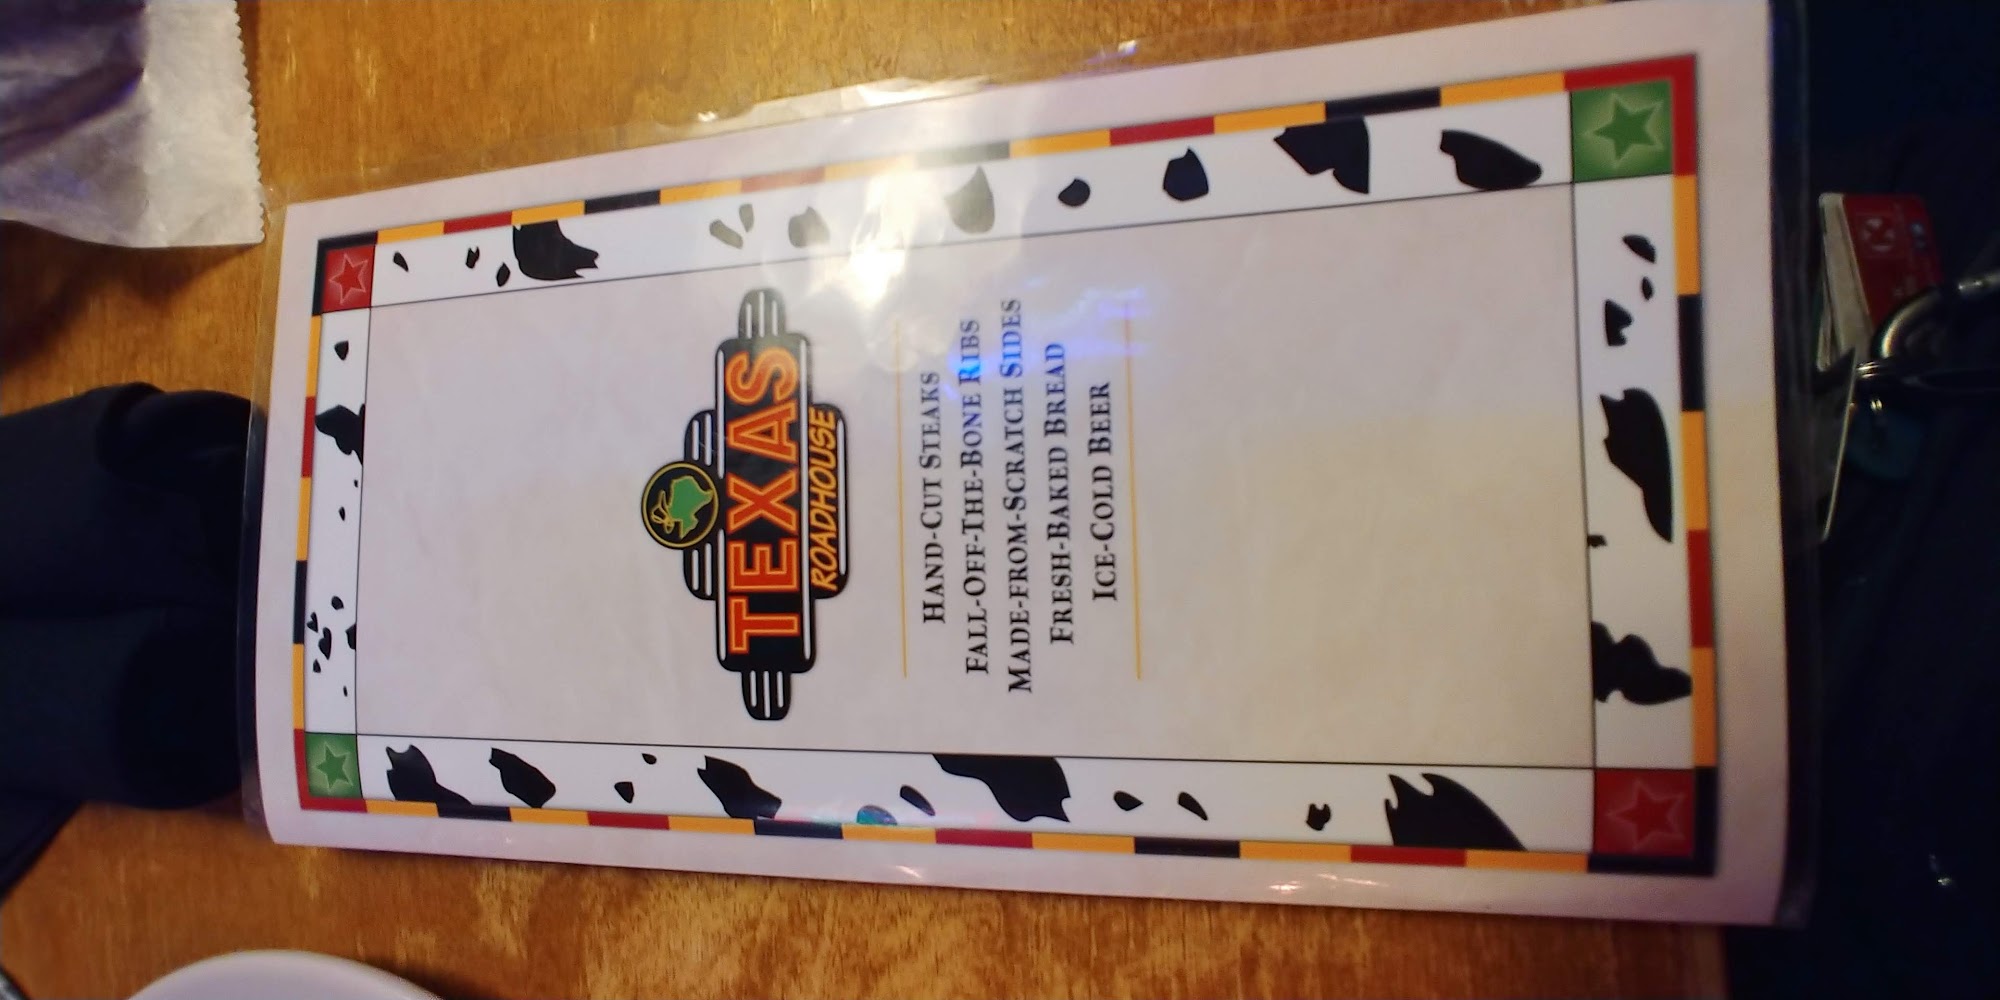 TEXAS
ROADHOUSE
HAND-CUT STEAKS
FALL-OFF-THE-BONE RIBS
MADE-FROM-SCRATCH SIDES
FRESH-BAKED BREAD
ICE-COLD BEER